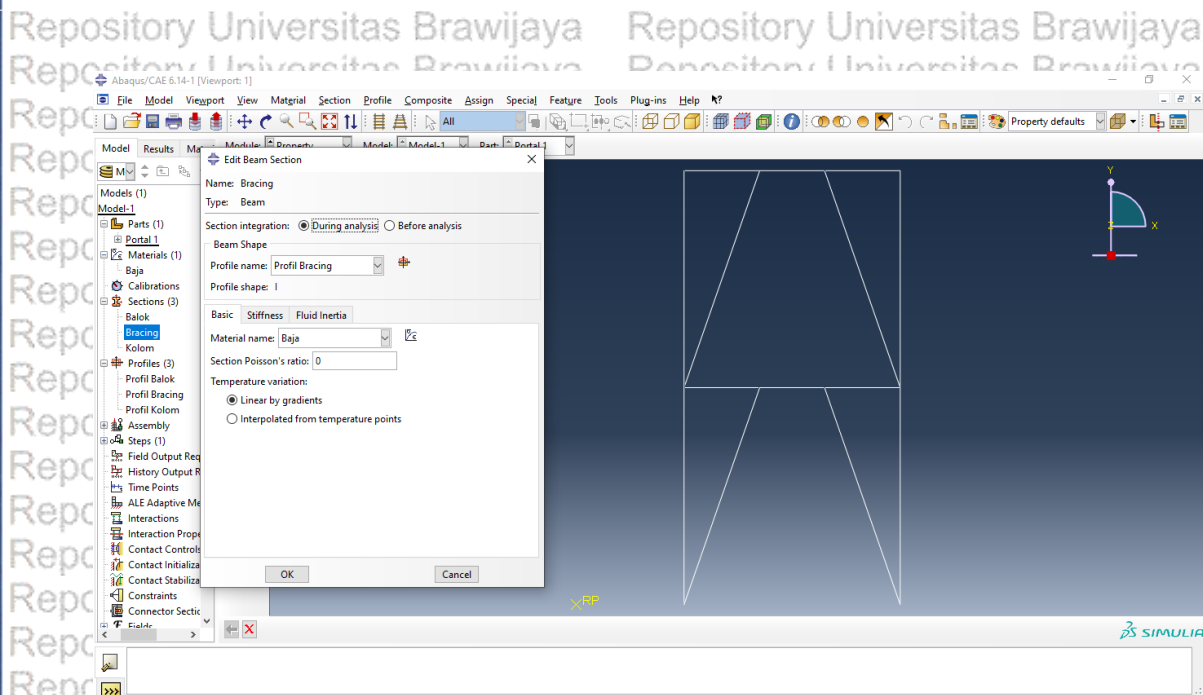 Repository Universitas Brawijaya Repository Universitas Brawijaya
Abaqus/CAE 6.14-1 [Viewport: 1]
File Model Viewport View Material Section Profile Composite Assign Special Feature Tools Plug-ins Help
All
Property defaults
Model Results
Module: Property Model: Model-1 Part: Portal 1
Edit Beam Section
Name: Bracing
Type: Beam
Section integration: During analysis Before analysis
Beam Shape
Profile name: Profil Bracing
Profile shape: I
Basic Stiffness Fluid Inertia
Material name: Baja
Section Poisson's ratio: 0
Temperature variation:
Linear by gradients
Interpolated from temperature points
OK Cancel
Models (1)
Model-1
Parts (1)
Portal 1
Materials (1)
Baja
Calibrations
Sections (3)
Balok
Bracing
Kolom
Profiles (3)
Profil Balok
Profil Bracing
Profil Kolom
Assembly
Steps (1)
Field Output Req
History Output R
Time Points
ALE Adaptive Me
Interactions
Interaction Prope
Contact Controls
Contact Initializa
Contact Stabiliza
Constraints
Connector Sectio
Fields
Y
X
Z
RP
SIMULIA